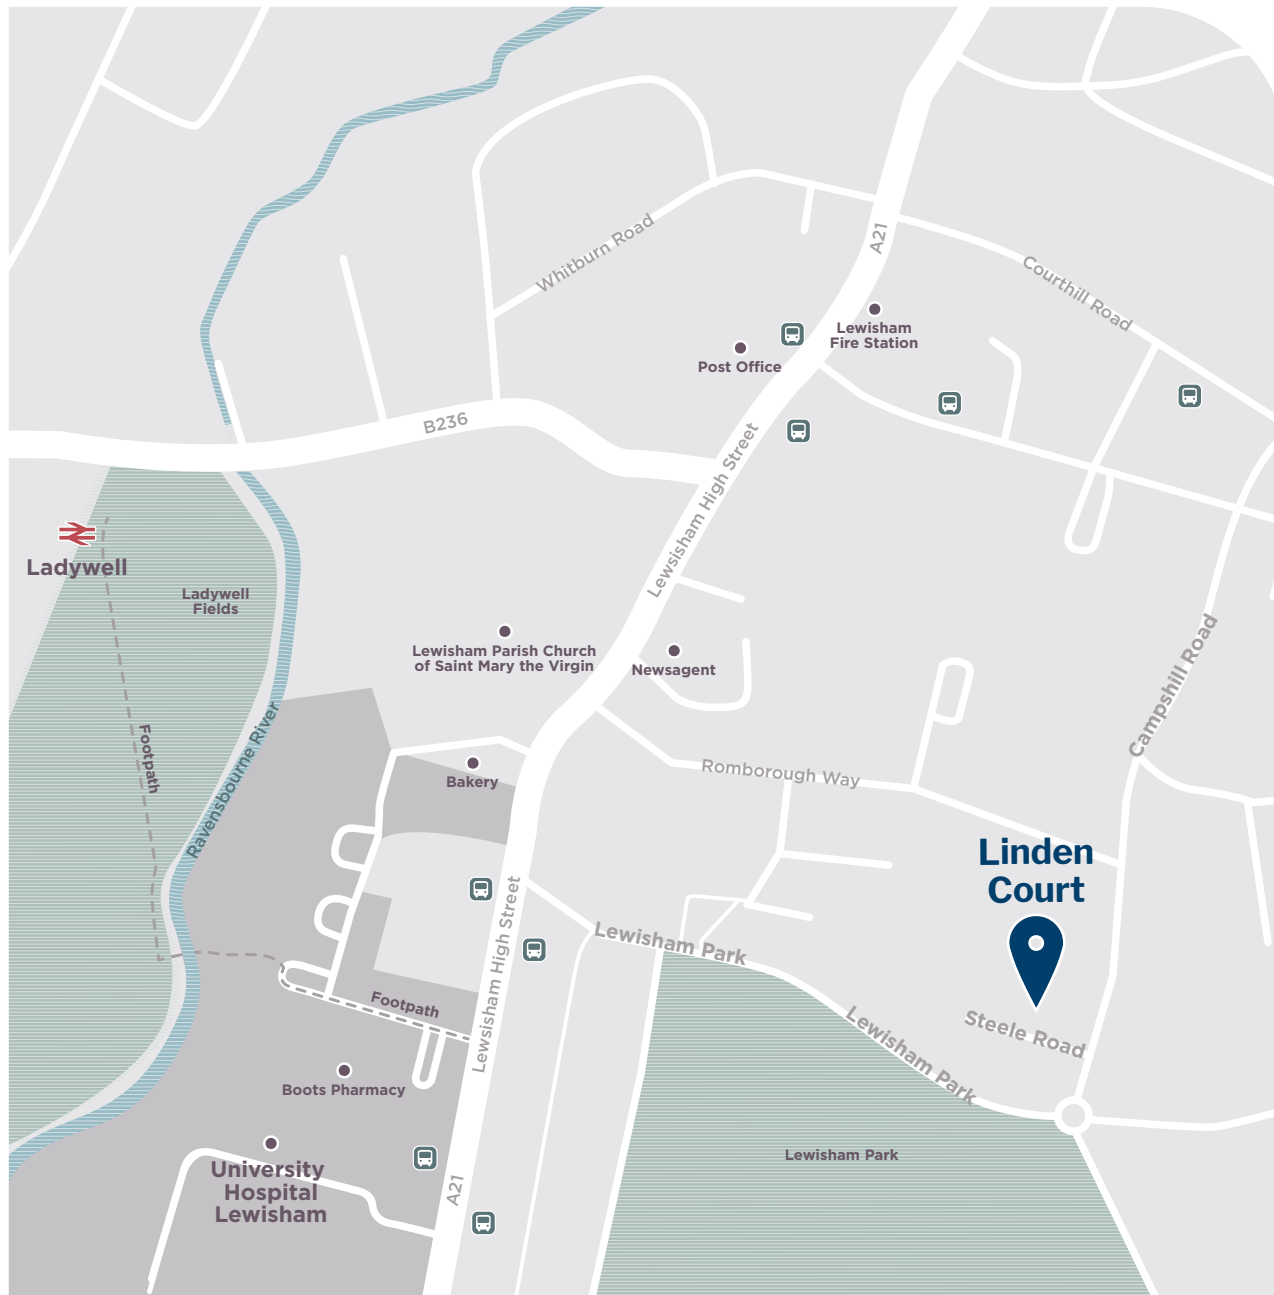 Whitburn Road
A21
Courthill Road
Lewisham
Fire Station
Post Office
B236
Lewsisham High Street
Ladywell
Ladywell
Fields
Lewisham Parish Church
of Saint Mary the Virgin
Newsagent
Campshill Road
Footpath
Ravensbourne River
Bakery
Romborough Way
Linden
Court
Lewsisham High Street
Lewisham Park
Footpath
Lewisham Park
Steele Road
Boots Pharmacy
University
Hospital
Lewisham
Lewisham Park
A21